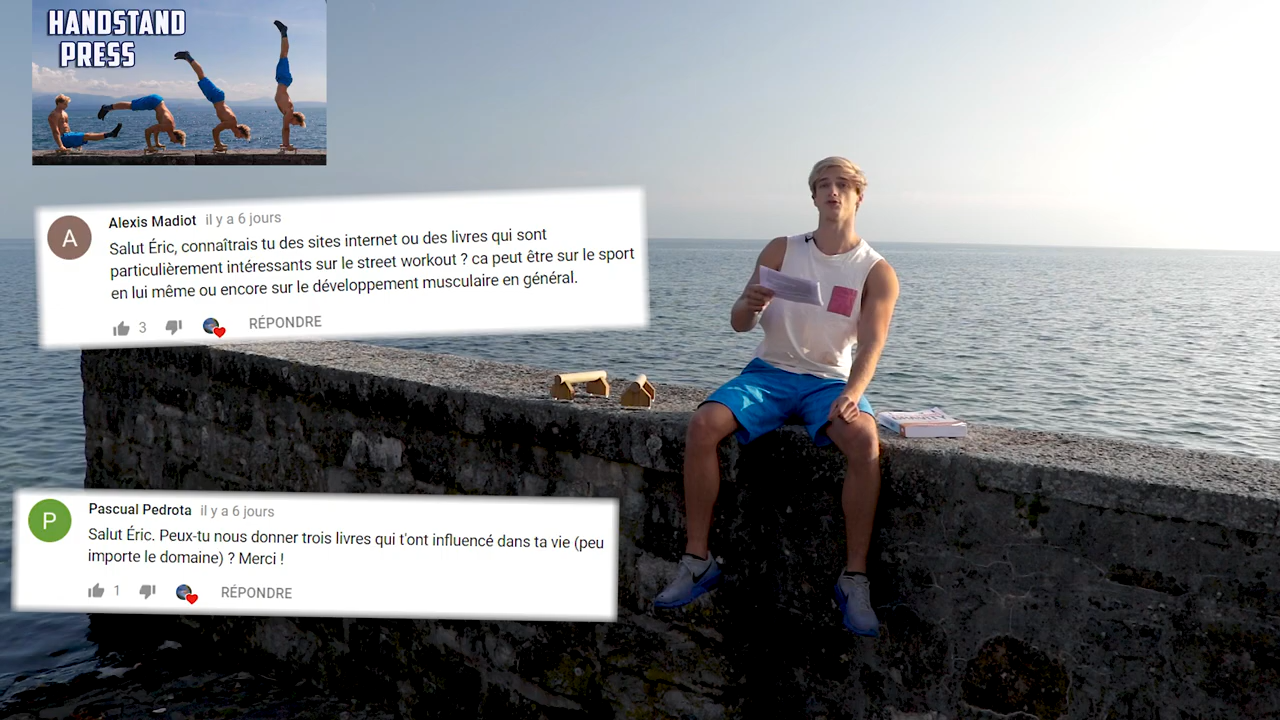 HANDSTAND
PRESS
A
Alexis Madiot il y a 6 jours
Salut Éric, connaîtrais tu des sites internet ou des livres qui sont
particulièrement intéressants sur le street workout ? ca peut être sur le sport
en lui même ou encore sur le développement musculaire en général.
3 RÉPONDRE
P
Pascual Pedrota il y a 6 jours
Salut Éric. Peux-tu nous donner trois livres qui t'ont influencé dans ta vie (peu
importe le domaine) ? Merci !
1 RÉPONDRE